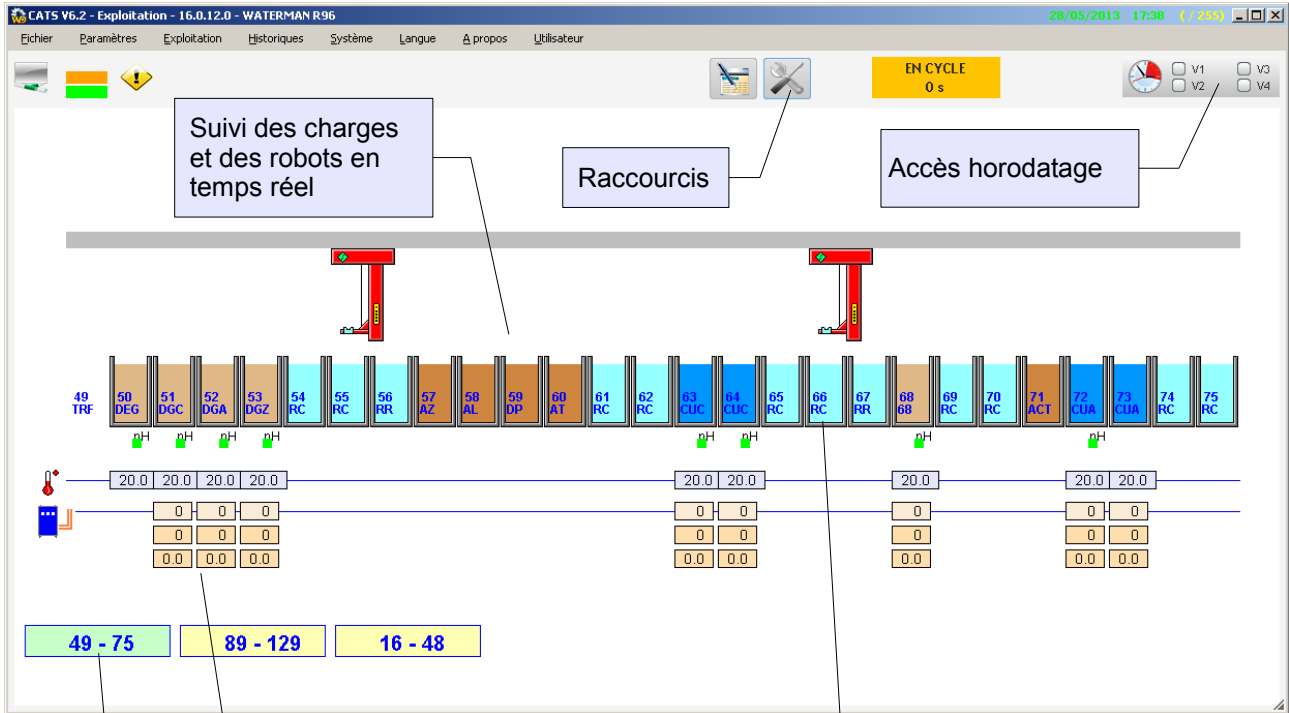 CATS V6.2 - Exploitation - 16.0.12.0 - WATERMAN R96
28/05/2013 17:38 ( / 255)
Fichier Paramètres Exploitation Historiques Système Langue A propos Utilisateur
EN CYCLE
0 s
V1 V3
V2 V4
Suivi des charges
et des robots en
temps réel
Raccourcis
Accès horodatage
49 50 51 52 53 54 55 56 57 58 59 60 61 62 63 64 65 66 67 68 69 70 71 72 73 74 75
TRF DEG DGC DGA DGZ RC RC RR AZ AL DP AT RC RC CUC CUC RC RC RR 68 RC RC ACT CUA CUA RC RC
pH pH pH pH pH pH pH pH
20.0 20.0 20.0 20.0 20.0 20.0 20.0 20.0 20.0
0 0 0 0 0 0 0 0
0 0 0 0 0 0 0 0
0.0 0.0 0.0 0.0 0.0 0.0 0.0 0.0
49 - 75 89 - 129 16 - 48